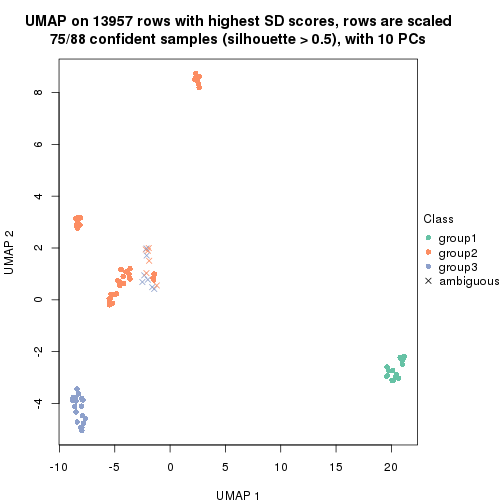 UMAP on 13957 rows with highest SD scores, rows are scaled
75/88 confident samples (silhouette > 0.5), with 10 PCs
8
6
4
2
0
-2
-4
UMAP 2
-10
-5
0
5
10
15
20
UMAP 1
Class
group1
group2
group3
ambiguous